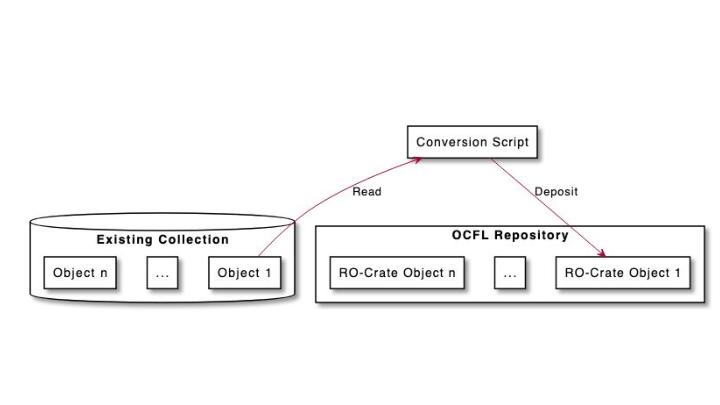 Conversion Script
Read
Deposit
Existing Collection
Object n
...
Object 1
OCFL Repository
RO-Crate Object n
...
RO-Crate Object 1